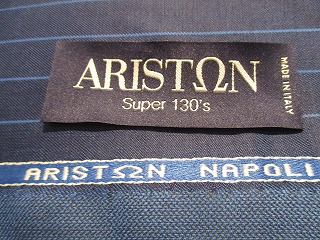 ARISTΩN
Super 130's
MADE IN ITALY
ARISTΩN NAPOLI